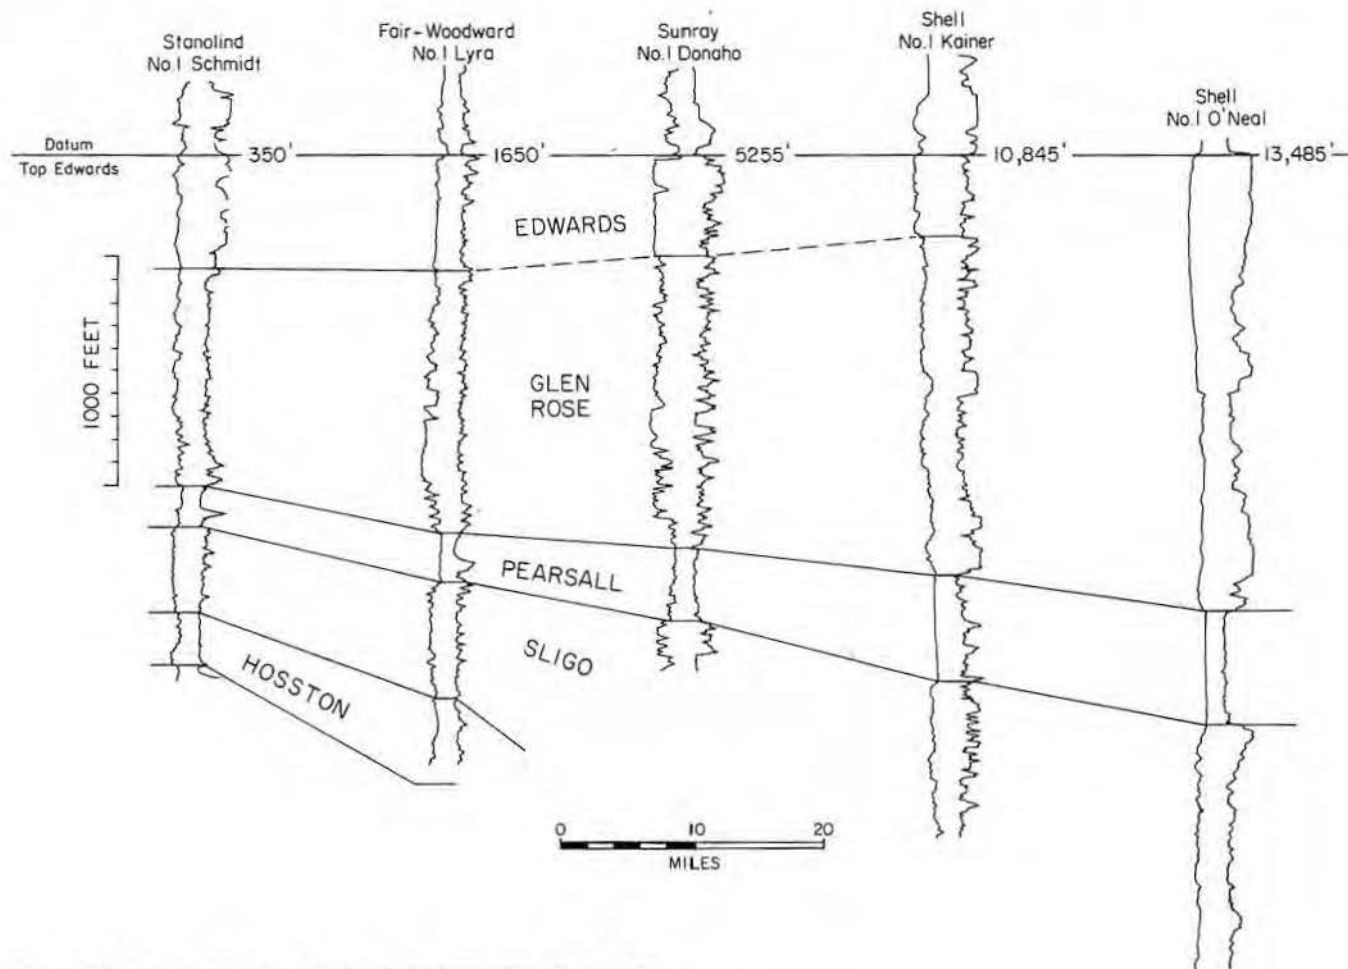 Stanolind
No.1 Schmidt
Fair-Woodward
No.1 Lyra
Sunray
No.1 Donaho
Shell
No.1 Kainer
Shell
No.1 O'Neal
Datum
Top Edwards
350'
1650'
5255'
10,845'
13,485'
EDWARDS
1000 FEET
GLEN
ROSE
PEARSALL
SLIGO
HOSSTON
0 10 20
MILES